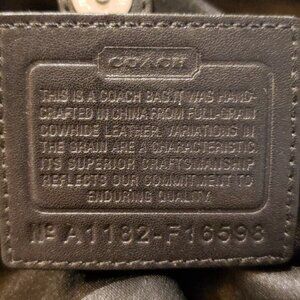 COACH
THIS IS A COACH BAG. IT WAS HAND-
CRAFTED IN CHINA FROM FULL-GRAIN
COWHIDE LEATHER. VARIATIONS IN
THE GRAIN ARE A CHARACTERISTIC.
ITS SUPERIOR CRAFTSMANSHIP
REFLECTS OUR COMMITMENT TO
ENDURING QUALITY.
Nº A1182-F16598